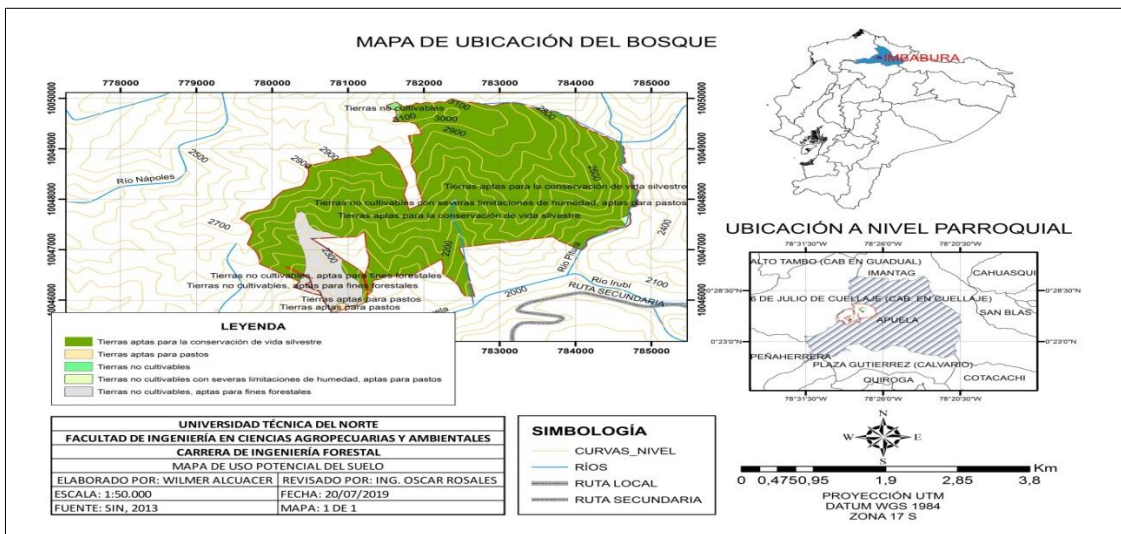 MAPA DE UBICACIÓN DEL BOSQUE
778000 779000 780000 781000 782000 783000 784000 785000
10050000
10049000
10048000
10047000
10046000
Tierras no cultivables
3100
3100
3000
2900
2800
2900
2900
2500
2600
Río Nápoles
Tierras aptas para la conservación de vida silvestre
Tierras no cultivables con severas limitaciones de humedad, aptas para pastos
Tierras aptas para la conservación de vida silvestre
2700
2400
2300
2200
Río Pitura
Tierras no cultivables, aptas para fines forestales
Tierras no cultivables, aptas para fines forestales
Tierras aptas para pastos
Tierras aptas para pastos
Río Irubí
2100
2000
RUTA SECUNDARIA
10050000
10049000
10048000
10047000
10046000
783000 784000 785000
LEYENDA
Tierras aptas para la conservación de vida silvestre
Tierras aptas para pastos
Tierras no cultivables
Tierras no cultivables con severas limitaciones de humedad, aptas para pastos
Tierras no cultivables, aptas para fines forestales
UNIVERSIDAD TÉCNICA DEL NORTE
FACULTAD DE INGENIERÍA EN CIENCIAS AGROPECUARIAS Y AMBIENTALES
CARRERA DE INGENIERÍA FORESTAL
MAPA DE USO POTENCIAL DEL SUELO
ELABORADO POR: WILMER ALCUACER REVISADO POR: ING. OSCAR ROSALES
ESCALA: 1:50.000 FECHA: 20/07/2019
FUENTE: SIN, 2013 MAPA: 1 DE 1
SIMBOLOGÍA
CURVAS_NIVEL
RÍOS
RUTA LOCAL
RUTA SECUNDARIA
IMBABURA
UBICACIÓN A NIVEL PARROQUIAL
78°31'30"W 78°26'0"W 78°20'30"W
ALTO TAMBO (CAB EN GUADUAL)
CAHUASQUI
IMANTAG
0°28'30"N 0°28'30"N
6 DE JULIO DE CUELLAJE (CAB. EN CUELLAJE)
SAN BLAS
APUELA
0°23'0"N 0°23'0"N
PEÑAHERRERA
PLAZA GUTIERREZ (CALVARIO)
COTACACHI
QUIROGA
78°31'30"W 78°26'0"W 78°20'30"W
N
W E
S
Km
0 0,475 0,95 1,9 2,85 3,8
PROYECCIÓN UTM
DATUM WGS 1984
ZONA 17 S